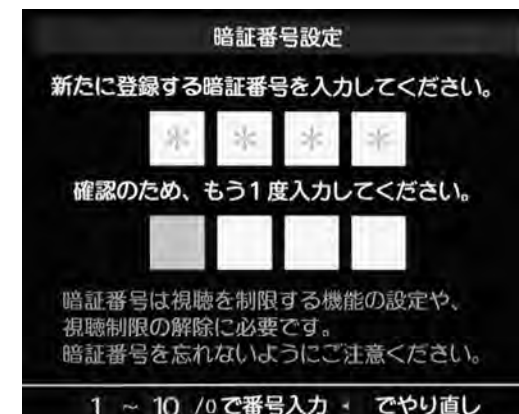 暗証番号設定
新たに登録する暗証番号を入力してください。
* * * *
確認のため、もう1度入力してください。
暗証番号は視聴を制限する機能の設定や、
視聴制限の解除に必要です。
暗証番号を忘れないようにご注意ください。
1 ~ 10 /0で番号入力 ◂ でやり直し